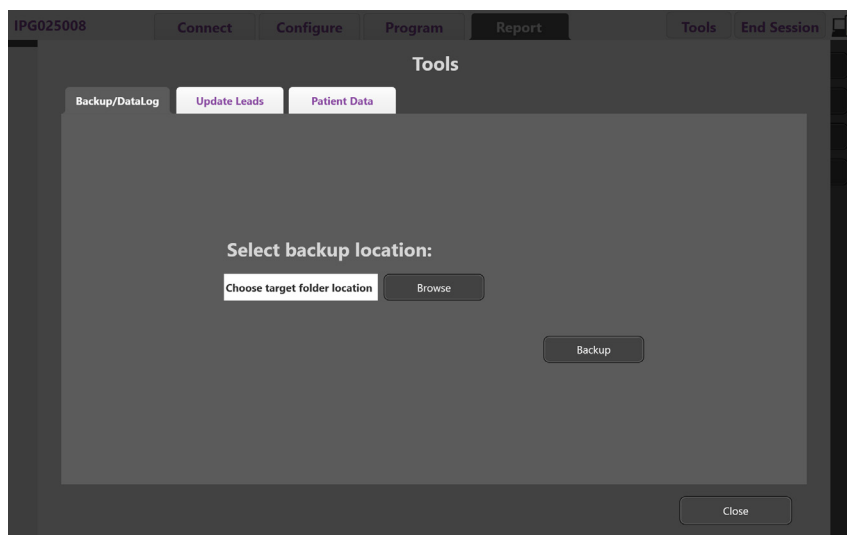 IPG025008 Connect Configure Program Report Tools End Session
Tools
Backup/DataLog Update Leads Patient Data
Select backup location:
Choose target folder location Browse
Backup
Close